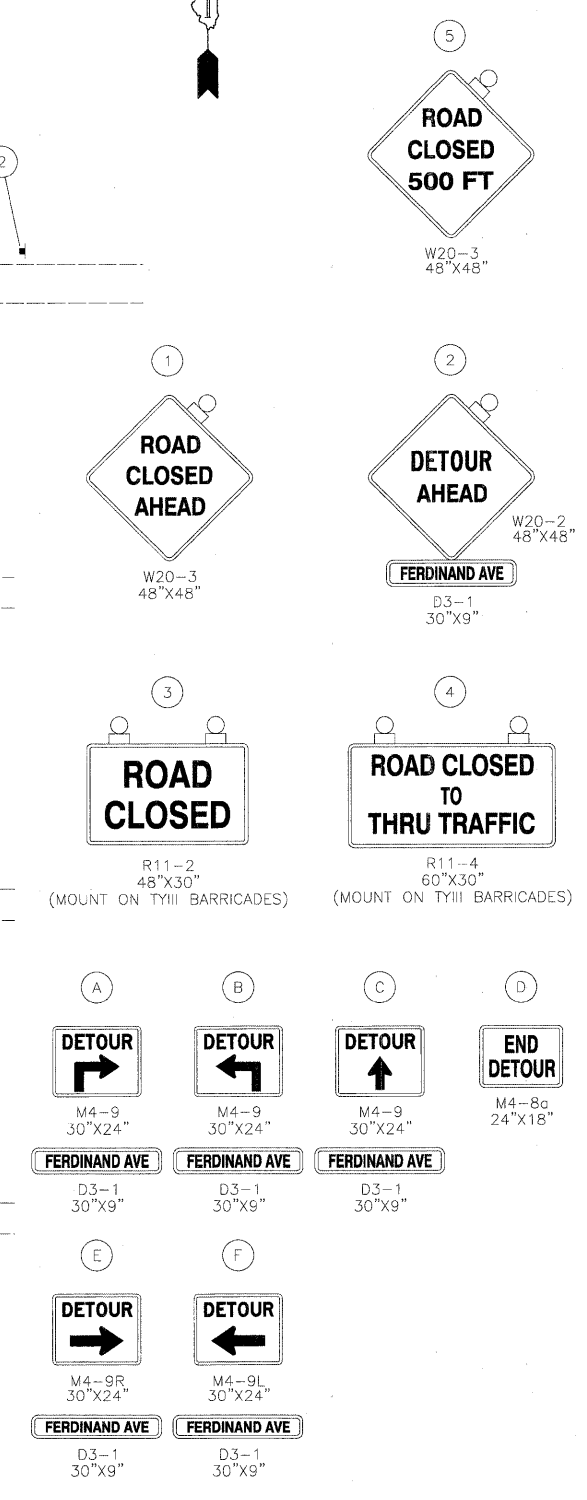 5
ROAD
CLOSED
500 FT
W20-3
48"X48"
2
1
ROAD
CLOSED
AHEAD
W20-3
48"X48"
2
DETOUR
AHEAD
W20-2
48"X48"
FERDINAND AVE
D3-1
30"X9"
3
ROAD
CLOSED
R11-2
48"X30"
(MOUNT ON TYIII BARRICADES)
4
ROAD CLOSED
TO
THRU TRAFFIC
R11-4
60"X30"
(MOUNT ON TYIII BARRICADES)
A
DETOUR
M4-9
30"X24"
FERDINAND AVE
D3-1
30"X9"
B
DETOUR
M4-9
30"X24"
FERDINAND AVE
D3-1
30"X9"
C
DETOUR
M4-9
30"X24"
FERDINAND AVE
D3-1
30"X9"
D
END
DETOUR
M4-8a
24"X18"
E
DETOUR
M4-9R
30"X24"
FERDINAND AVE
D3-1
30"X9"
F
DETOUR
M4-9L
30"X24"
FERDINAND AVE
D3-1
30"X9"